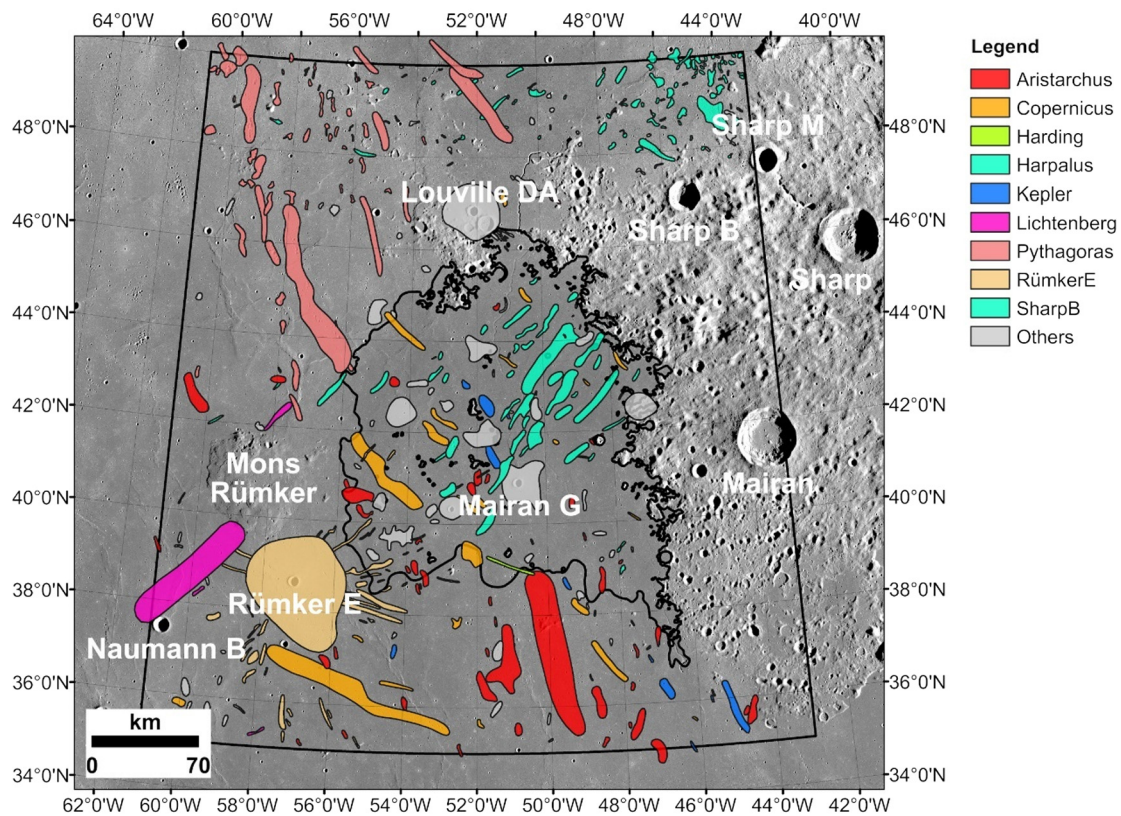 64°0'W 60°0'W 56°0'W 52°0'W 48°0'W 44°0'W 40°0'W
Legend
Aristarchus
Copernicus
Harding
Harpalus
Kepler
Lichtenberg
Pythagoras
RümkerE
SharpB
Others
48°0'N 48°0'N
Sharp M
Louville DA
46°0'N 46°0'N
Sharp B
Sharp
44°0'N 44°0'N
42°0'N 42°0'N
Mons
Rümker
Mairan
40°0'N 40°0'N
Mairan G
38°0'N 38°0'N
Rümker E
Naumann B
36°0'N 36°0'N
km
0 70
34°0'N 34°0'N
62°0'W 60°0'W 58°0'W 56°0'W 54°0'W 52°0'W 50°0'W 48°0'W 46°0'W 44°0'W 42°0'W